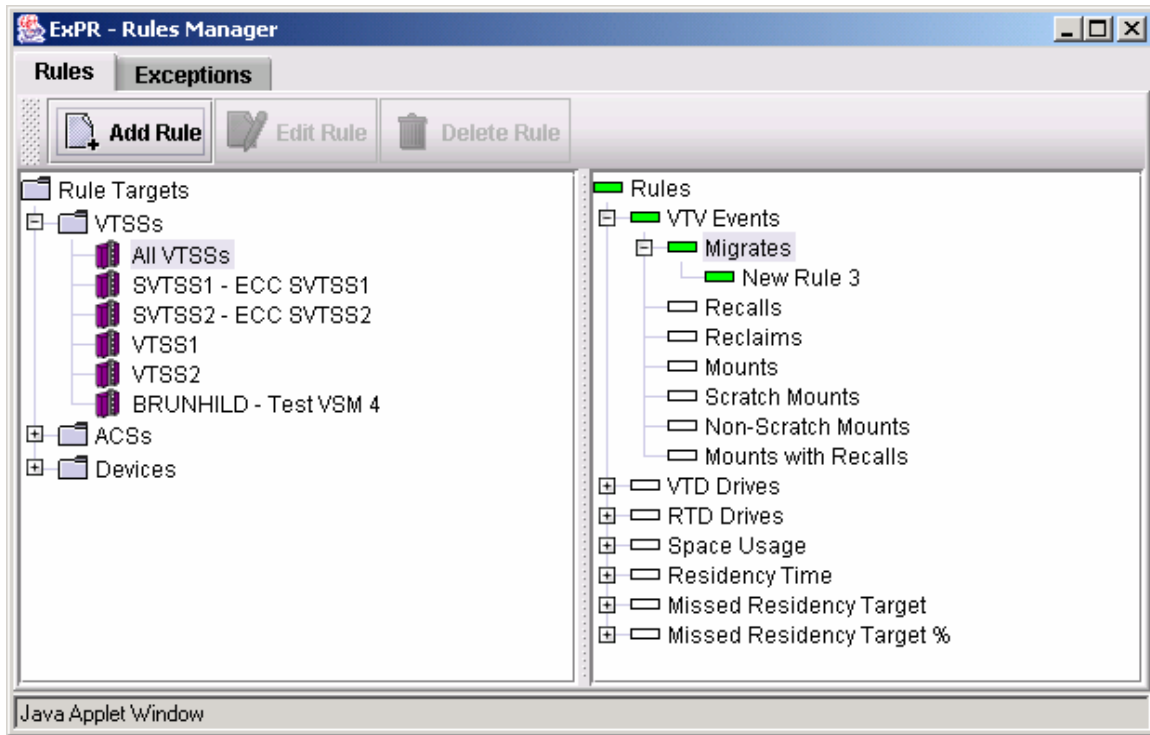 ExPR - Rules Manager
Rules Exceptions
Add Rule Edit Rule Delete Rule
Rule Targets
VTSSs
All VTSSs
SVTSS1 - ECC SVTSS1
SVTSS2 - ECC SVTSS2
VTSS1
VTSS2
BRUNHILD - Test VSM 4
ACSs
Devices
Rules
VTV Events
Migrates
New Rule 3
Recalls
Reclaims
Mounts
Scratch Mounts
Non-Scratch Mounts
Mounts with Recalls
VTD Drives
RTD Drives
Space Usage
Residency Time
Missed Residency Target
Missed Residency Target %
Java Applet Window